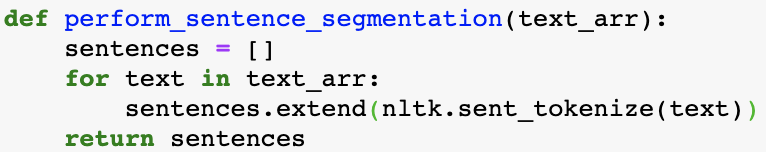 def perform_sentence_segmentation(text_arr):
    sentences = []
    for text in text_arr:
        sentences.extend(nltk.sent_tokenize(text))
    return sentences